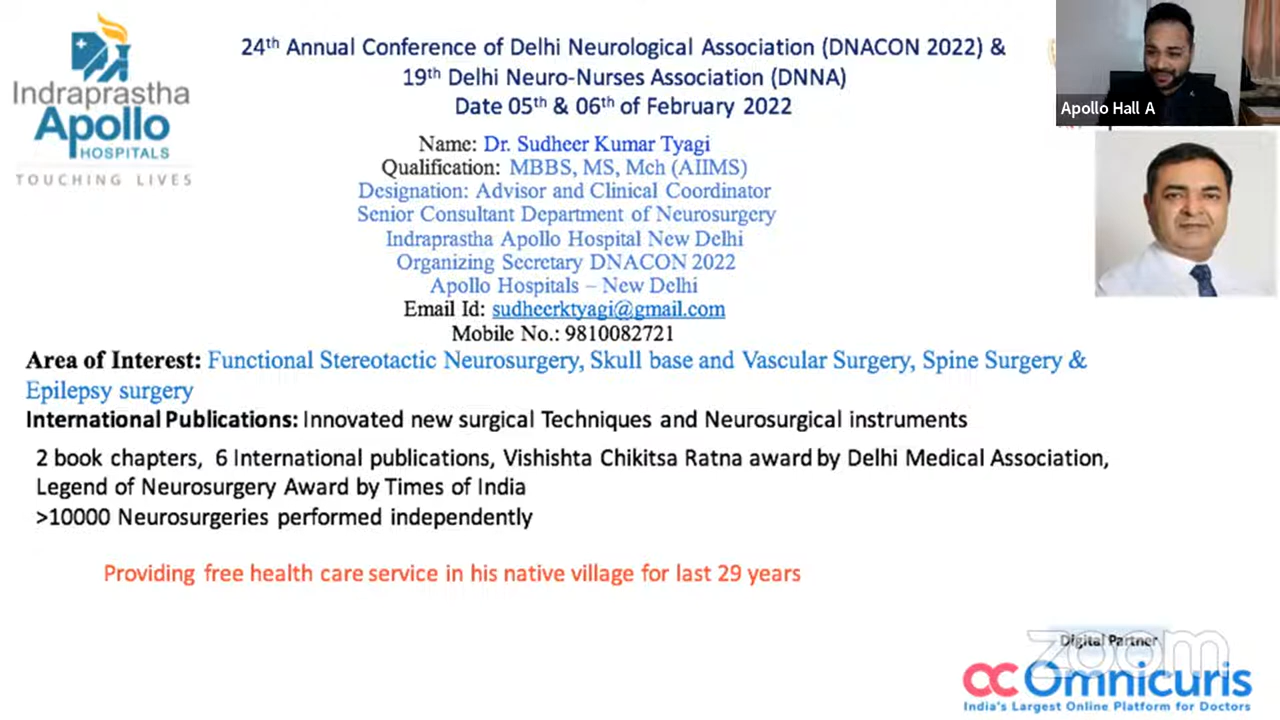 Indraprastha
Apollo
HOSPITALS
TOUCHING LIVES
24th Annual Conference of Delhi Neurological Association (DNACON 2022) &
19th Delhi Neuro-Nurses Association (DNNA)
Date 05th & 06th of February 2022
Apollo Hall A
Name: Dr. Sudheer Kumar Tyagi
Qualification: MBBS, MS, Mch (AIIMS)
Designation: Advisor and Clinical Coordinator
Senior Consultant Department of Neurosurgery
Indraprastha Apollo Hospital New Delhi
Organizing Secretary DNACON 2022
Apollo Hospitals – New Delhi
Email Id: sudheerktyagi@gmail.com
Mobile No.: 9810082721
Area of Interest: Functional Stereotactic Neurosurgery, Skull base and Vascular Surgery, Spine Surgery &
Epilepsy surgery
International Publications: Innovated new surgical Techniques and Neurosurgical instruments
2 book chapters, 6 International publications, Vishishta Chikitsa Ratna award by Delhi Medical Association,
Legend of Neurosurgery Award by Times of India
>10000 Neurosurgeries performed independently
Providing free health care service in his native village for last 29 years
Digital Partner
zoom
Omnicuris
India's Largest Online Platform for Doctors